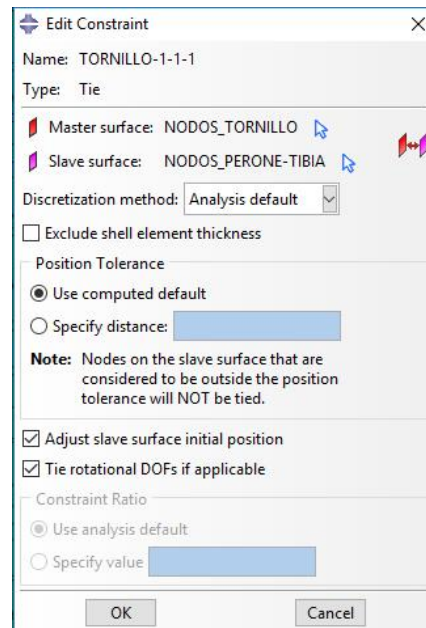 Edit Constraint
Name: TORNILLO-1-1-1
Type: Tie
Master surface: NODOS_TORNILLO
Slave surface: NODOS_PERONE-TIBIA
Discretization method: Analysis default
Exclude shell element thickness
Position Tolerance
Use computed default
Specify distance:
Note: Nodes on the slave surface that are
considered to be outside the position
tolerance will NOT be tied.
Adjust slave surface initial position
Tie rotational DOFs if applicable
Constraint Ratio
Use analysis default
Specify value
OK Cancel